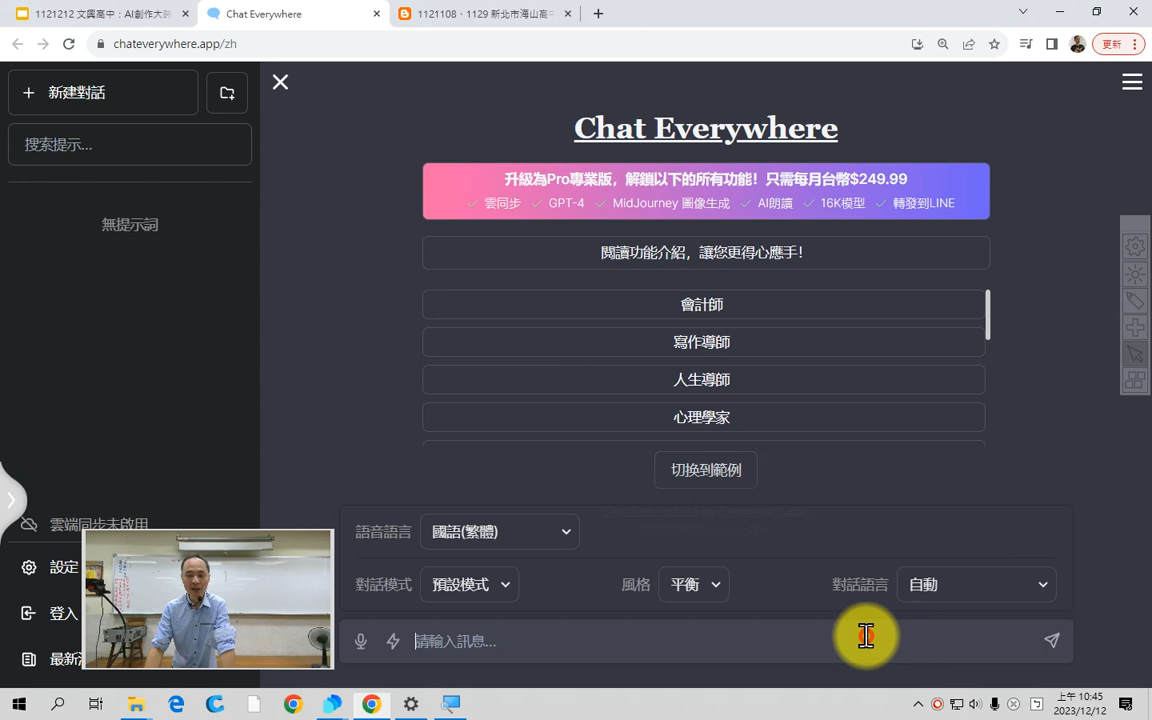 1121212 文興高中：AI創作大
Chat Everywhere
1121108、1129 新北市海山高中
chateverywhere.app/zh
更新
新建對話
搜索提示...
無提示詞
雲端同步未啟用
設定
登入
最新
Chat Everywhere
升級為Pro專業版，解鎖以下的所有功能！只需每月台幣$249.99
雲同步 GPT-4 MidJourney 圖像生成 AI朗讀 16K模型 轉發到LINE
閱讀功能介紹，讓您更得心應手！
會計師
寫作導師
人生導師
心理學家
切換到範例
語音語言 國語(繁體)
對話模式 預設模式 風格 平衡 對話語言 自動
請輸入訊息...
上午 10:45
2023/12/12